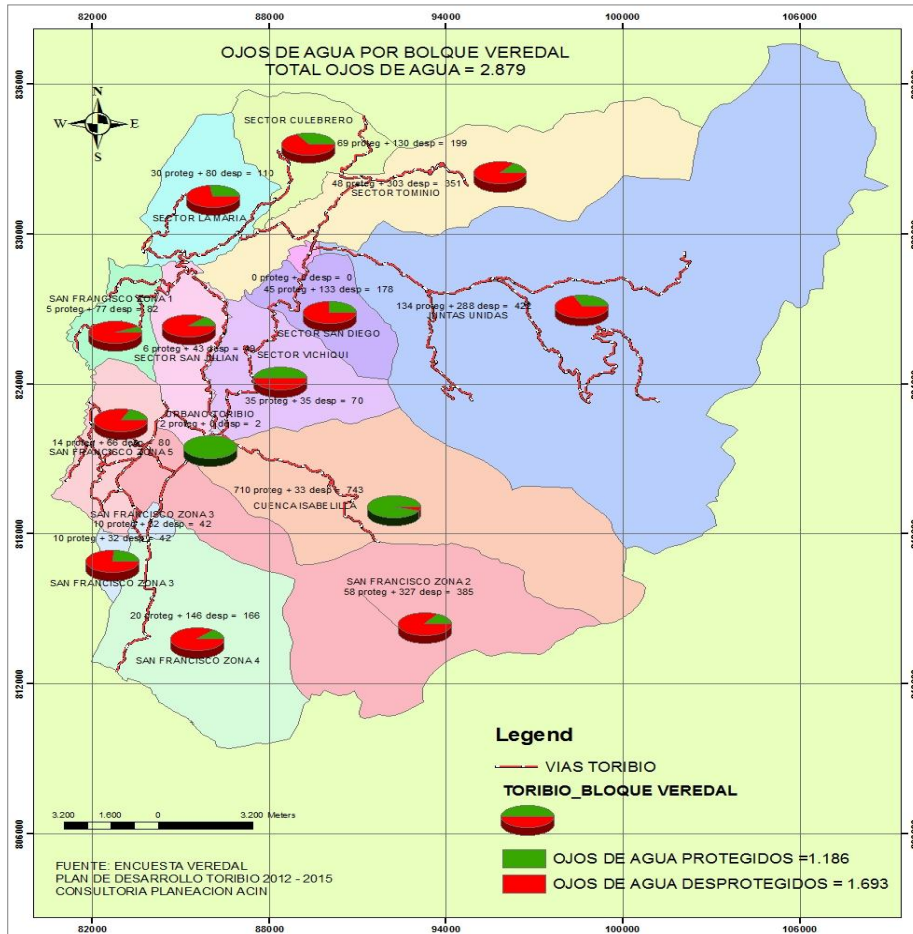 82000 88000 94000 100000 106000
OJOS DE AGUA POR BOLQUE VEREDAL
TOTAL OJOS DE AGUA = 2.879
836000
N
W E
S
SECTOR CULEBRERO
69 proteg + 130 desp = 199
30 proteg + 80 desp = 110
48 proteg + 303 desp = 351
SECTOR TOMINIO
SECTOR LA MARIA
830000
830000
0 proteg + 0 desp = 0
45 proteg + 133 desp = 178
SAN FRANCISCO ZONA 1
5 proteg + 77 desp = 82
134 proteg + 288 desp = 422
JUNTAS UNIDAS
SECTOR SAN DIEGO
6 proteg + 43 desp = 49
SECTOR SAN JULIAN
SECTOR VICHIQUI
824000
824000
35 proteg + 35 desp = 70
URBANO TORIBIO
2 proteg + 0 desp = 2
14 proteg + 66 desp = 80
SAN FRANCISCO ZONA 5
710 proteg + 33 desp = 743
CUENCA ISABELILLA
SAN FRANCISCO ZONA 3
10 proteg + 32 desp = 42
818000
818000
10 proteg + 32 desp = 42
SAN FRANCISCO ZONA 3
SAN FRANCISCO ZONA 2
58 proteg + 327 desp = 385
20 proteg + 146 desp = 166
SAN FRANCISCO ZONA 4
812000
Legend
VIAS TORIBIO
TORIBIO_BLOQUE VEREDAL
3.200 1.600 0 3.200 Meters
806000
OJOS DE AGUA PROTEGIDOS =1.186
OJOS DE AGUA DESPROTEGIDOS = 1.693
FUENTE: ENCUESTA VEREDAL
PLAN DE DESARROLLO TORIBIO 2012 - 2015
CONSULTORIA PLANEACION ACIN
82000 88000 94000 100000 106000